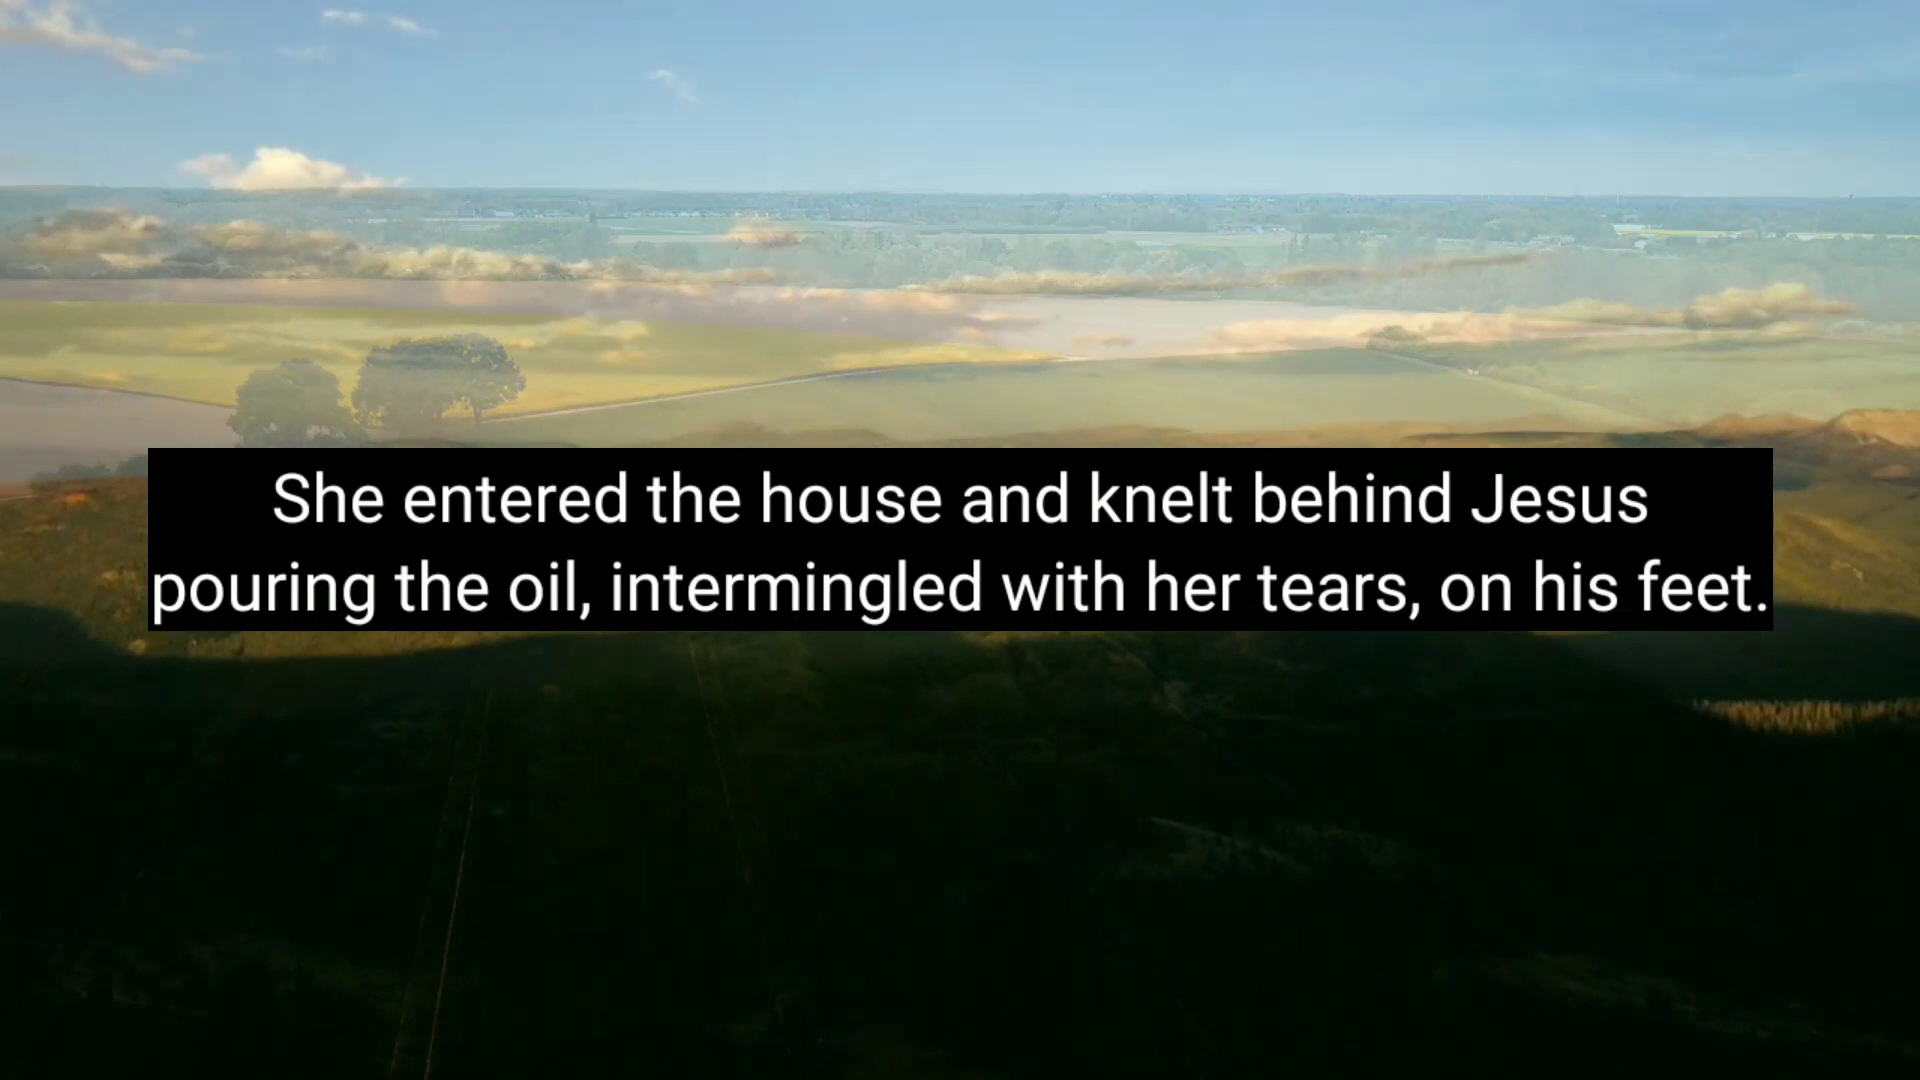 She entered the house and knelt behind Jesus
pouring the oil, intermingled with her tears, on his feet.